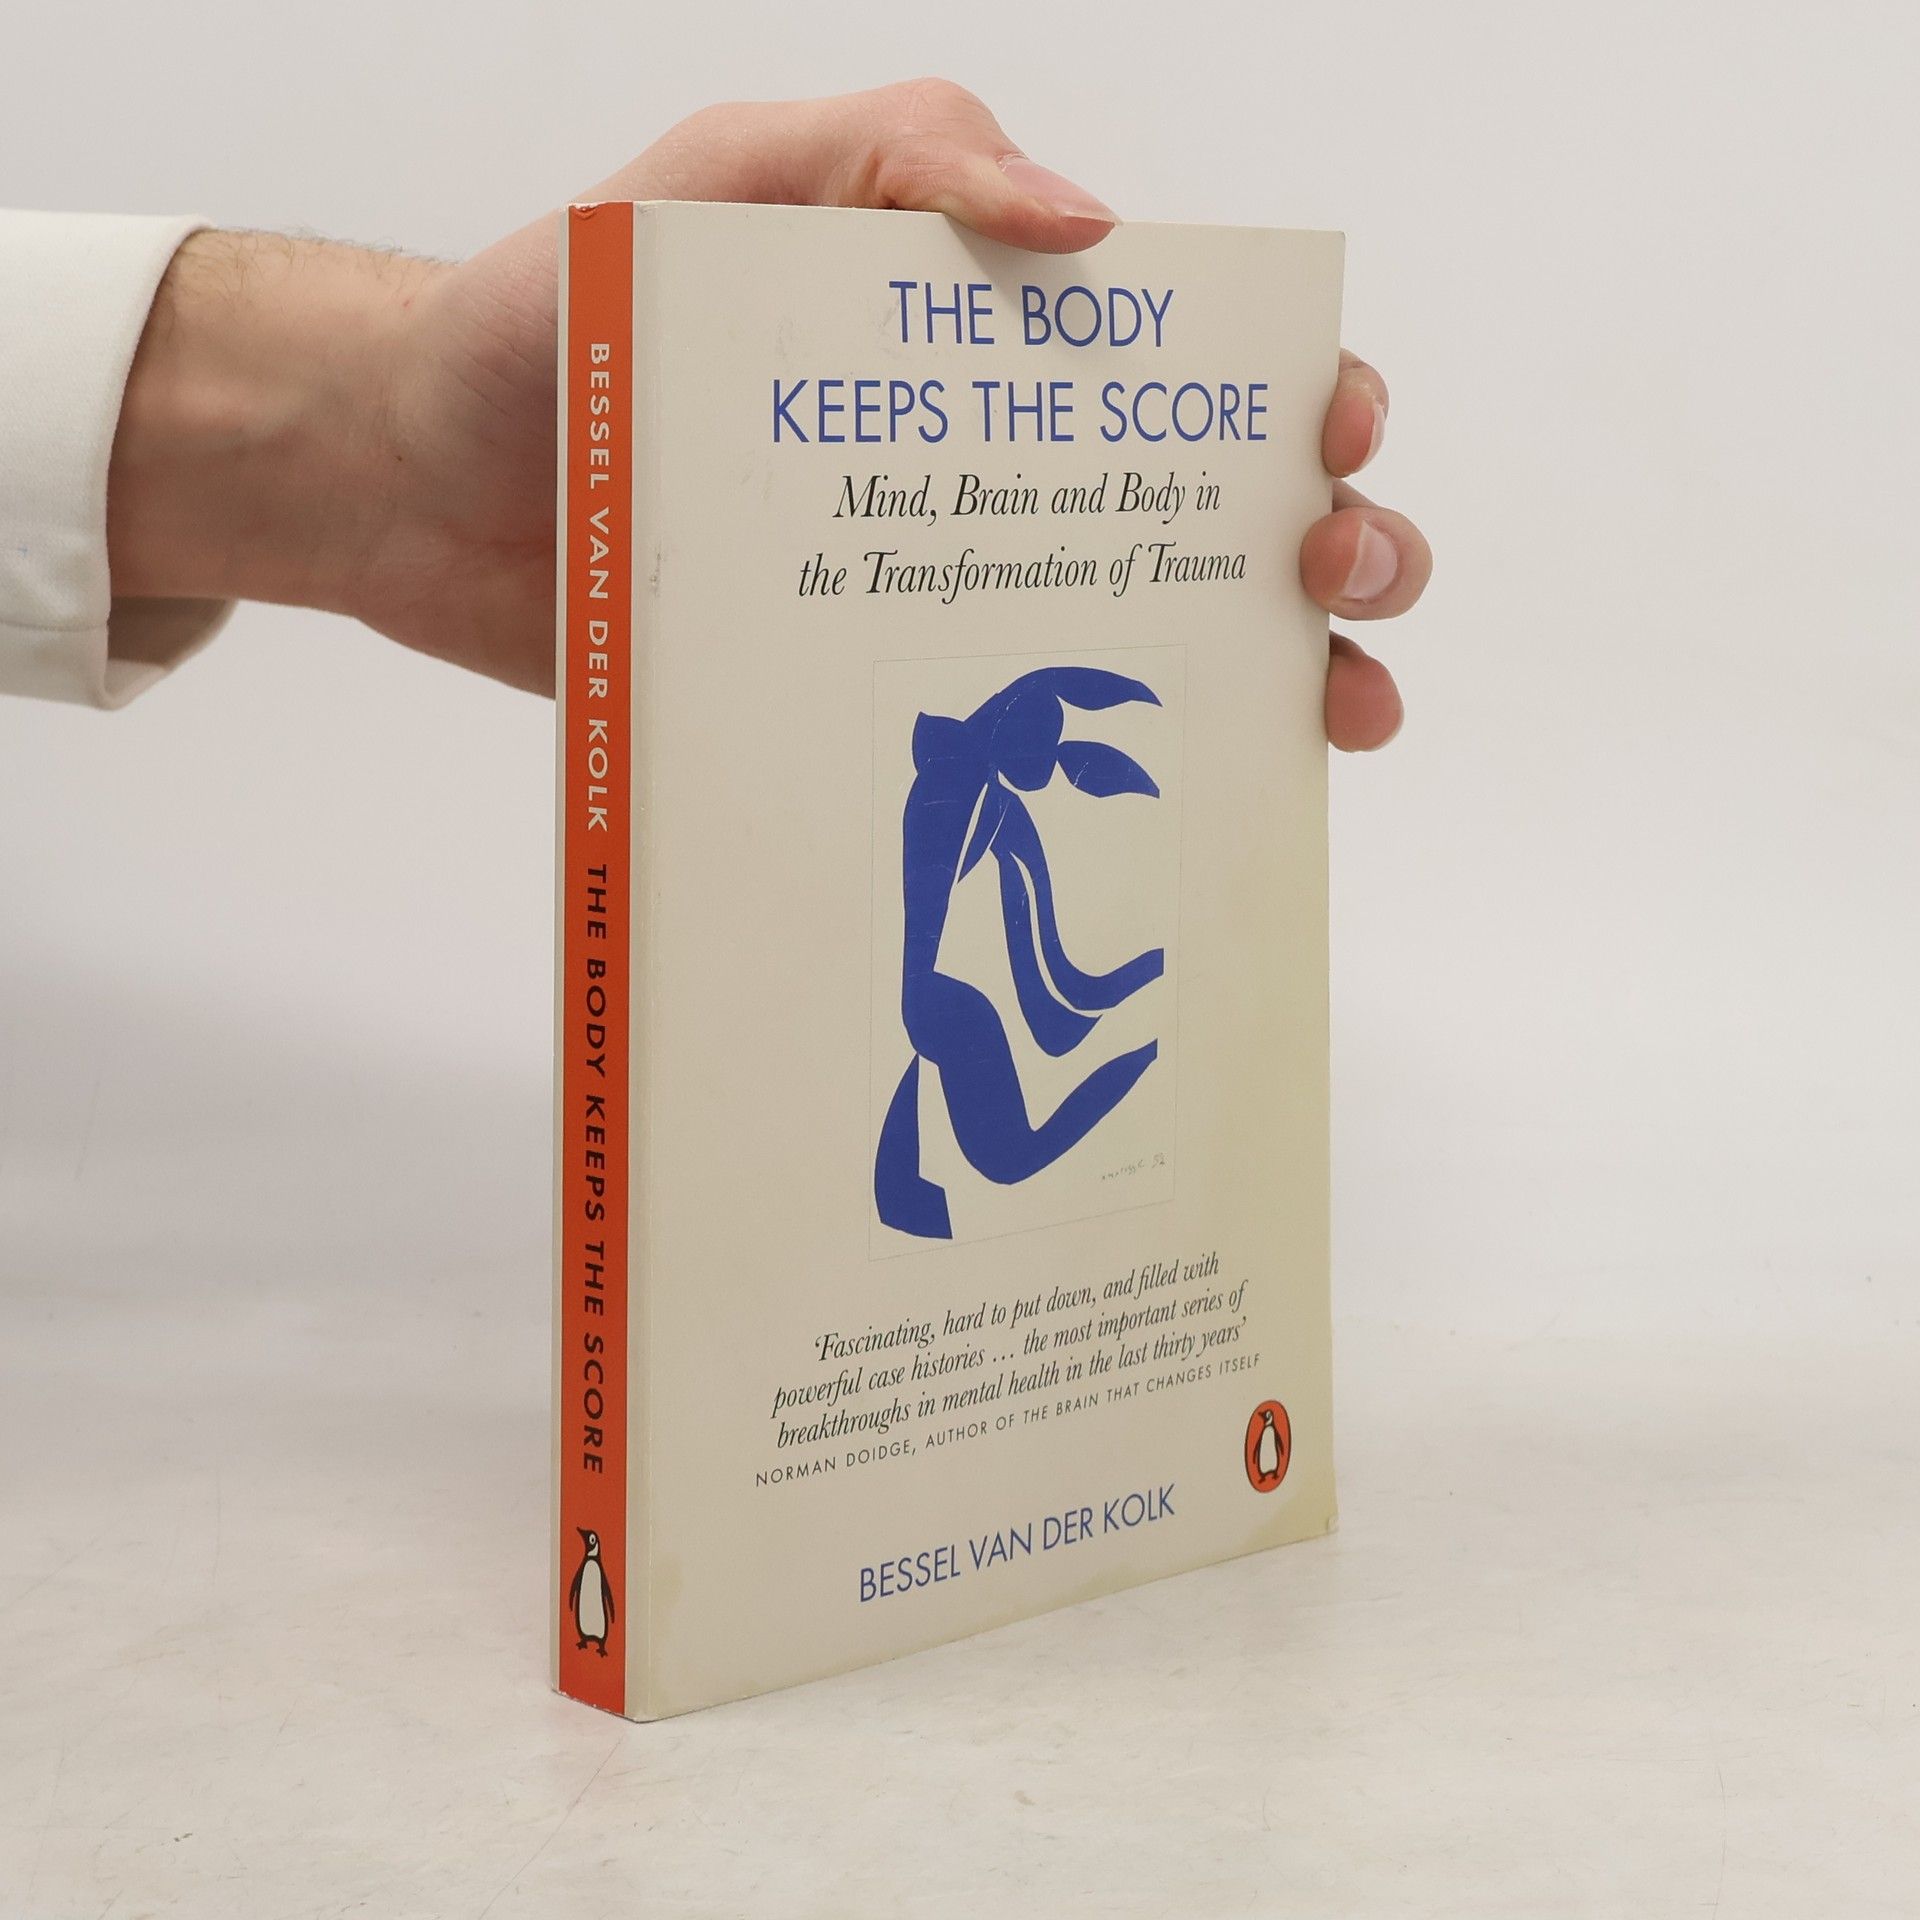 BESSEL VAN DER KOLK THE BODY KEEPS THE SCORE
THE BODY
KEEPS THE SCORE
Mind, Brain and Body in
the Transformation of Trauma
matisse 52
‘Fascinating, hard to put down, and filled with
powerful case histories ... the most important series of
breakthroughs in mental health in the last thirty years’
NORMAN DOIDGE, AUTHOR OF THE BRAIN THAT CHANGES ITSELF
BESSEL VAN DER KOLK